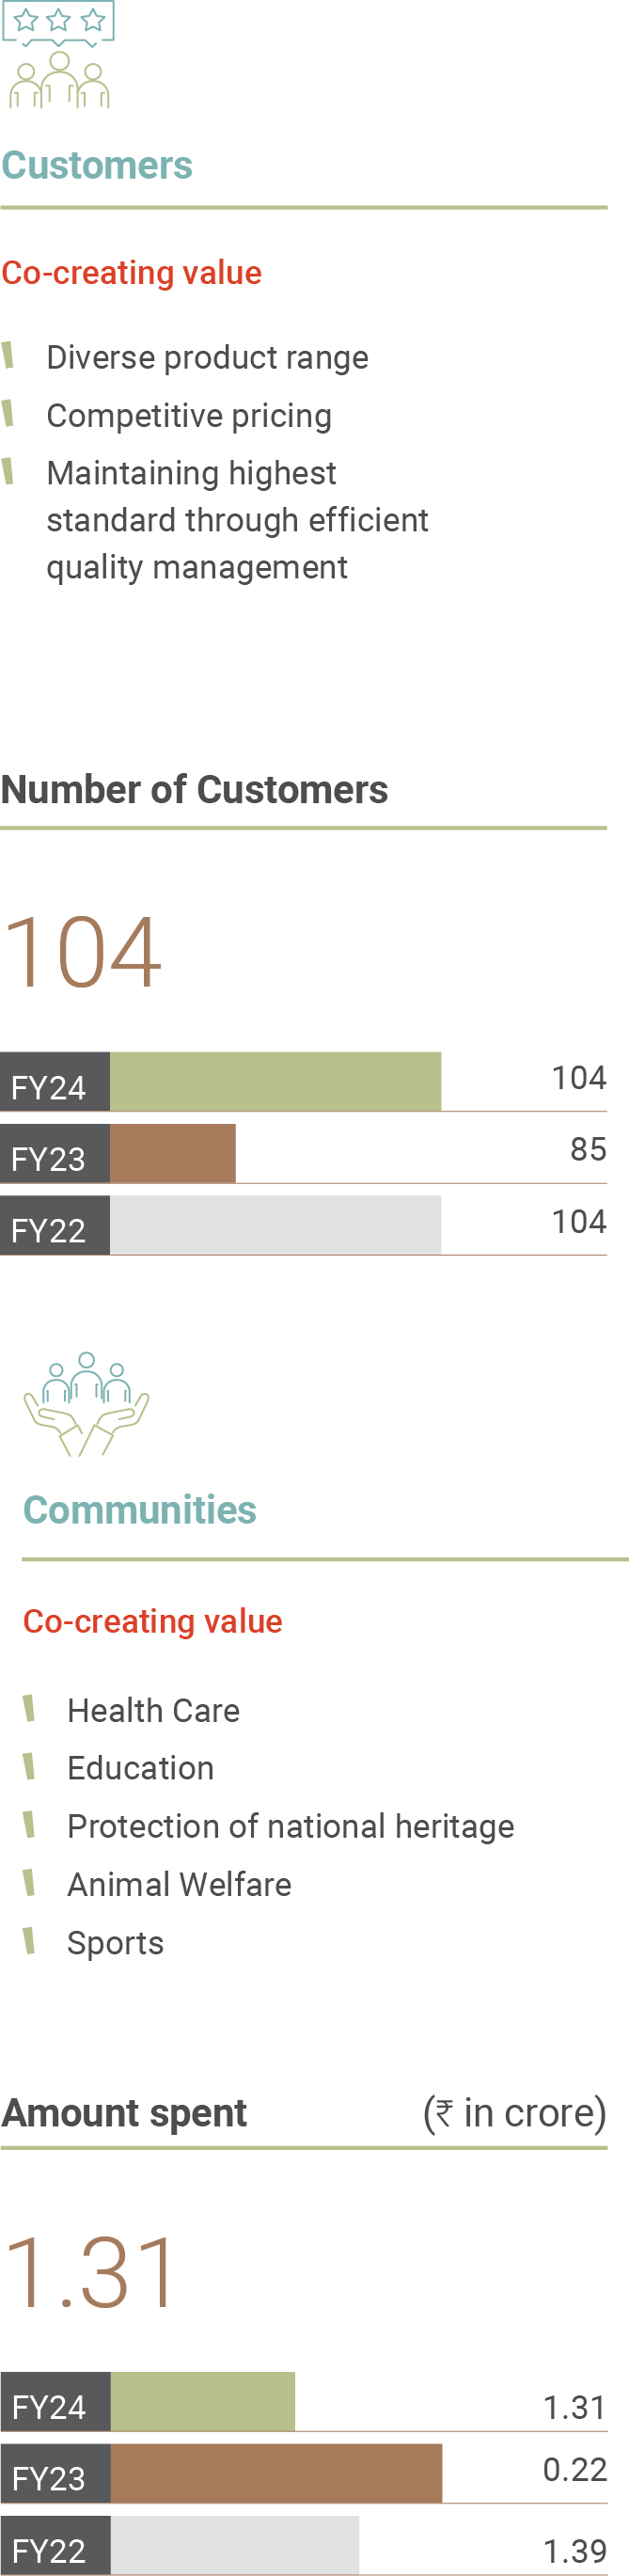 Customers
Co-creating value
Diverse product range
Competitive pricing
Maintaining highest
standard through efficient
quality management
Number of Customers
104
FY24 104
FY23 85
FY22 104
Communities
Co-creating value
Health Care
Education
Protection of national heritage
Animal Welfare
Sports
Amount spent (₹ in crore)
1.31
FY24 1.31
FY23 0.22
FY22 1.39